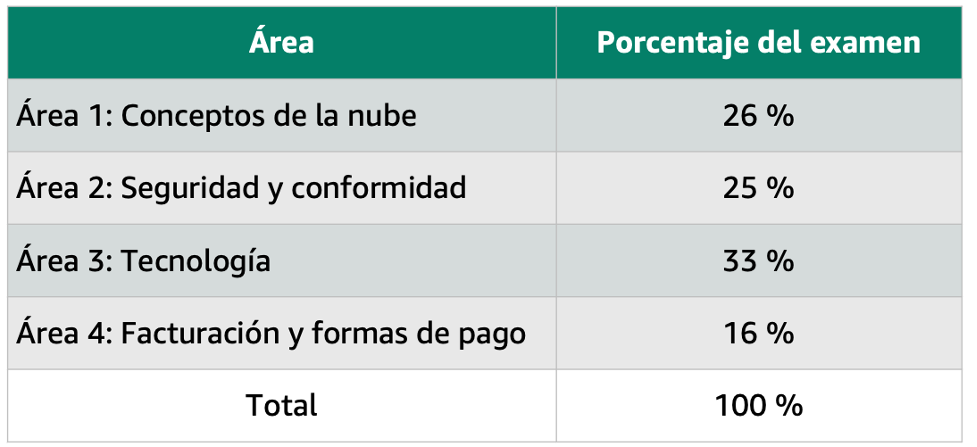 Área Porcentaje del examen
Área 1: Conceptos de la nube 26 %
Área 2: Seguridad y conformidad 25 %
Área 3: Tecnología 33 %
Área 4: Facturación y formas de pago 16 %
Total 100 %